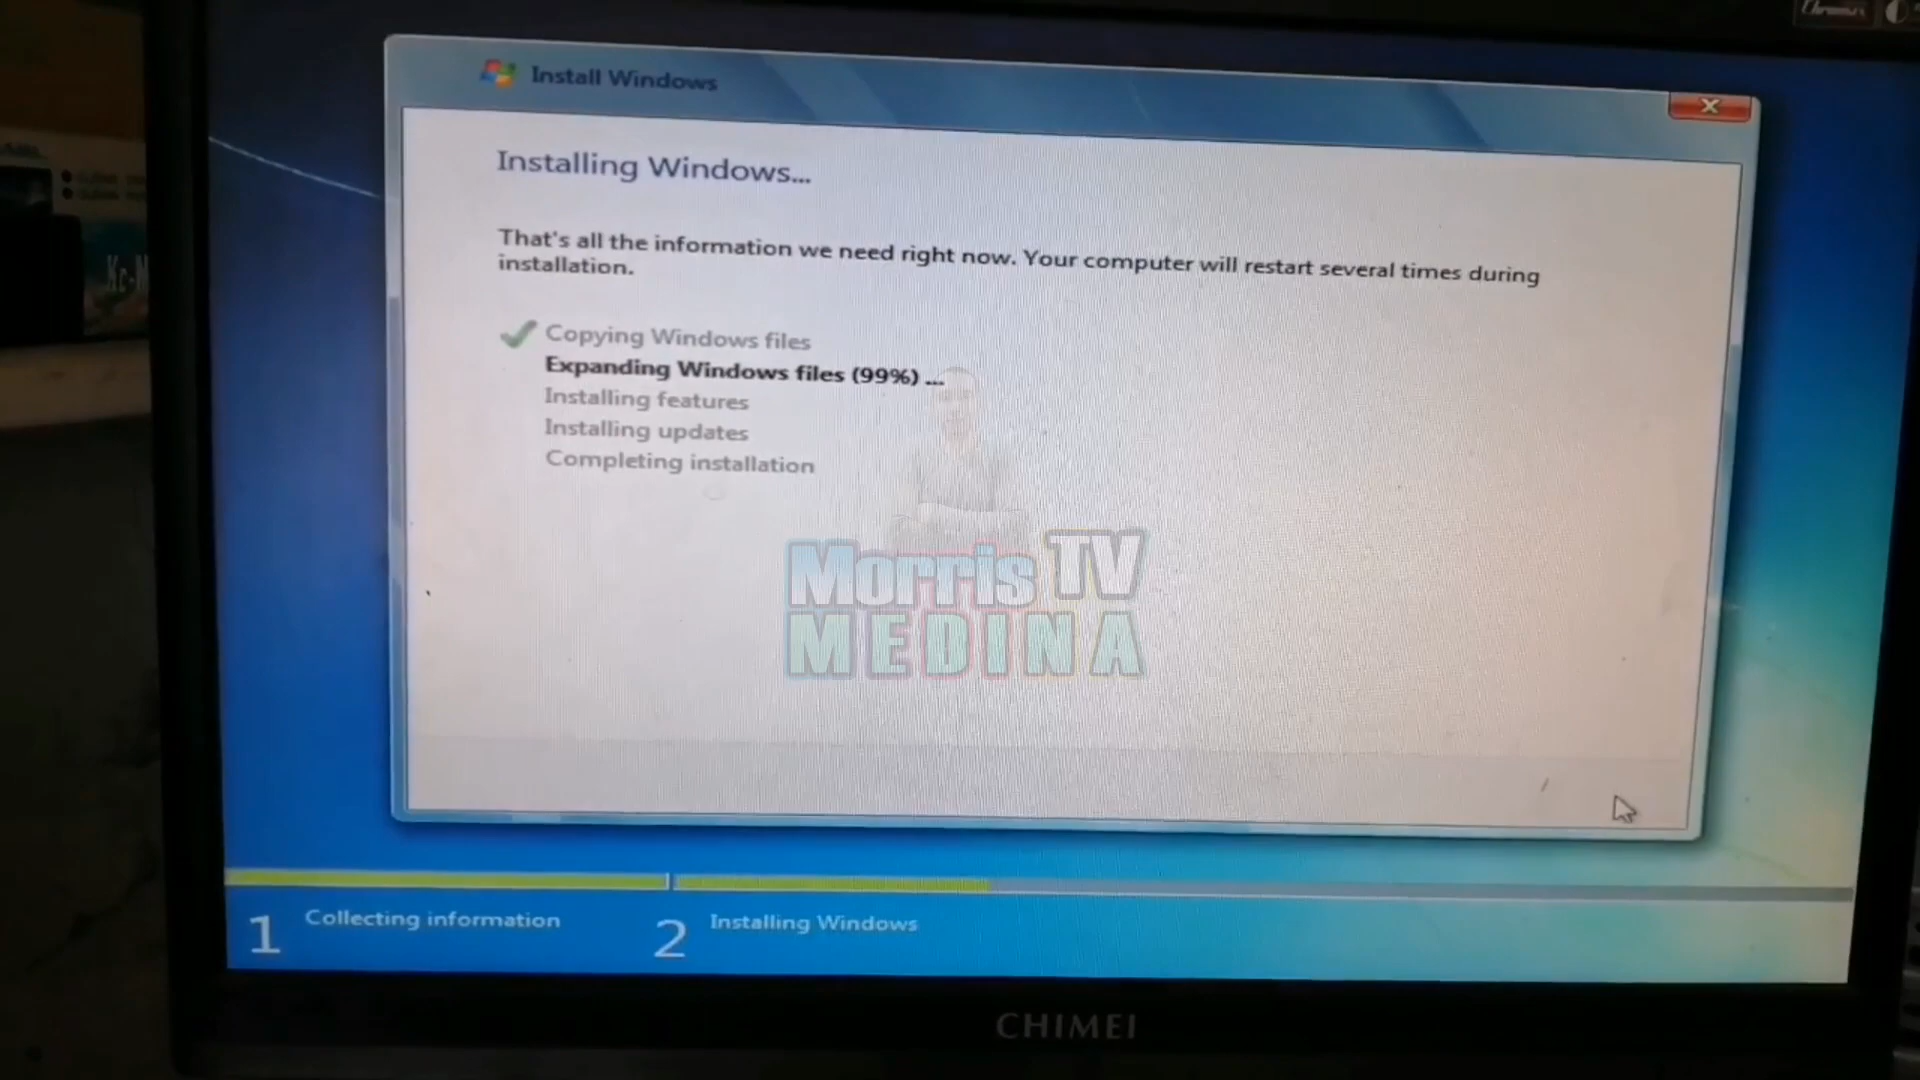 Install Windows
Installing Windows...
That's all the information we need right now. Your computer will restart several times during
installation.
Copying Windows files
Expanding Windows files (99%) ...
Installing features
Installing updates
Completing installation
Morris TV
MEDINA
1 Collecting information
2 Installing Windows
CHIMEI